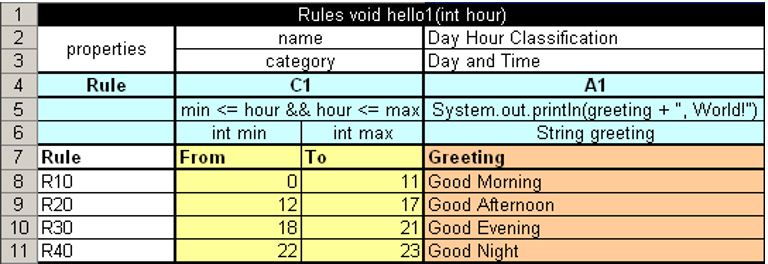 1 Rules void hello1(int hour)
2 properties name Day Hour Classification
3 category Day and Time
4 Rule C1 A1
5 min <= hour && hour <= max System.out.println(greeting + ", World!")
6 int min int max String greeting
7 Rule From To Greeting
8 R10 0 11 Good Morning
9 R20 12 17 Good Afternoon
10 R30 18 21 Good Evening
11 R40 22 23 Good Night